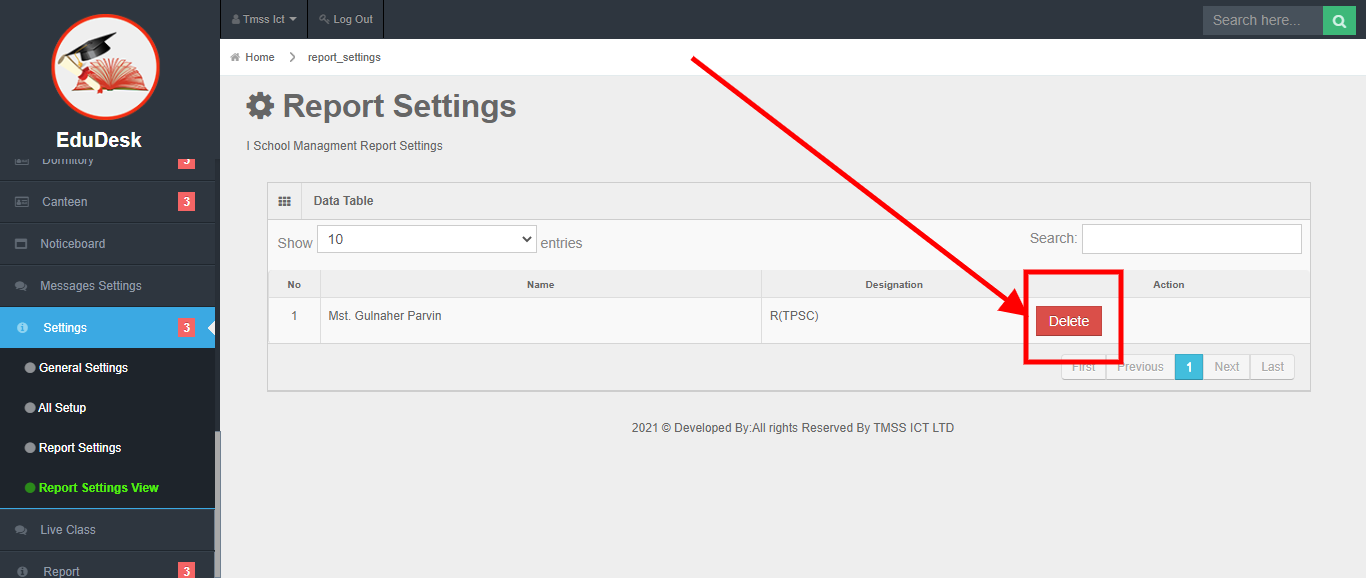 Tmss Ict
Log Out
Search here...
EduDesk
Home
report_settings
Report Settings
I School Managment Report Settings
Dormitory 3
Canteen 3
Noticeboard
Messages Settings
Settings 3
General Settings
All Setup
Report Settings
Report Settings View
Live Class
Report 3
Data Table
Show 10 entries
Search:
No Name Designation Action
1 Mst. Gulnaher Parvin R(TPSC) Delete
First Previous 1 Next Last
2021 © Developed By:All rights Reserved By TMSS ICT LTD